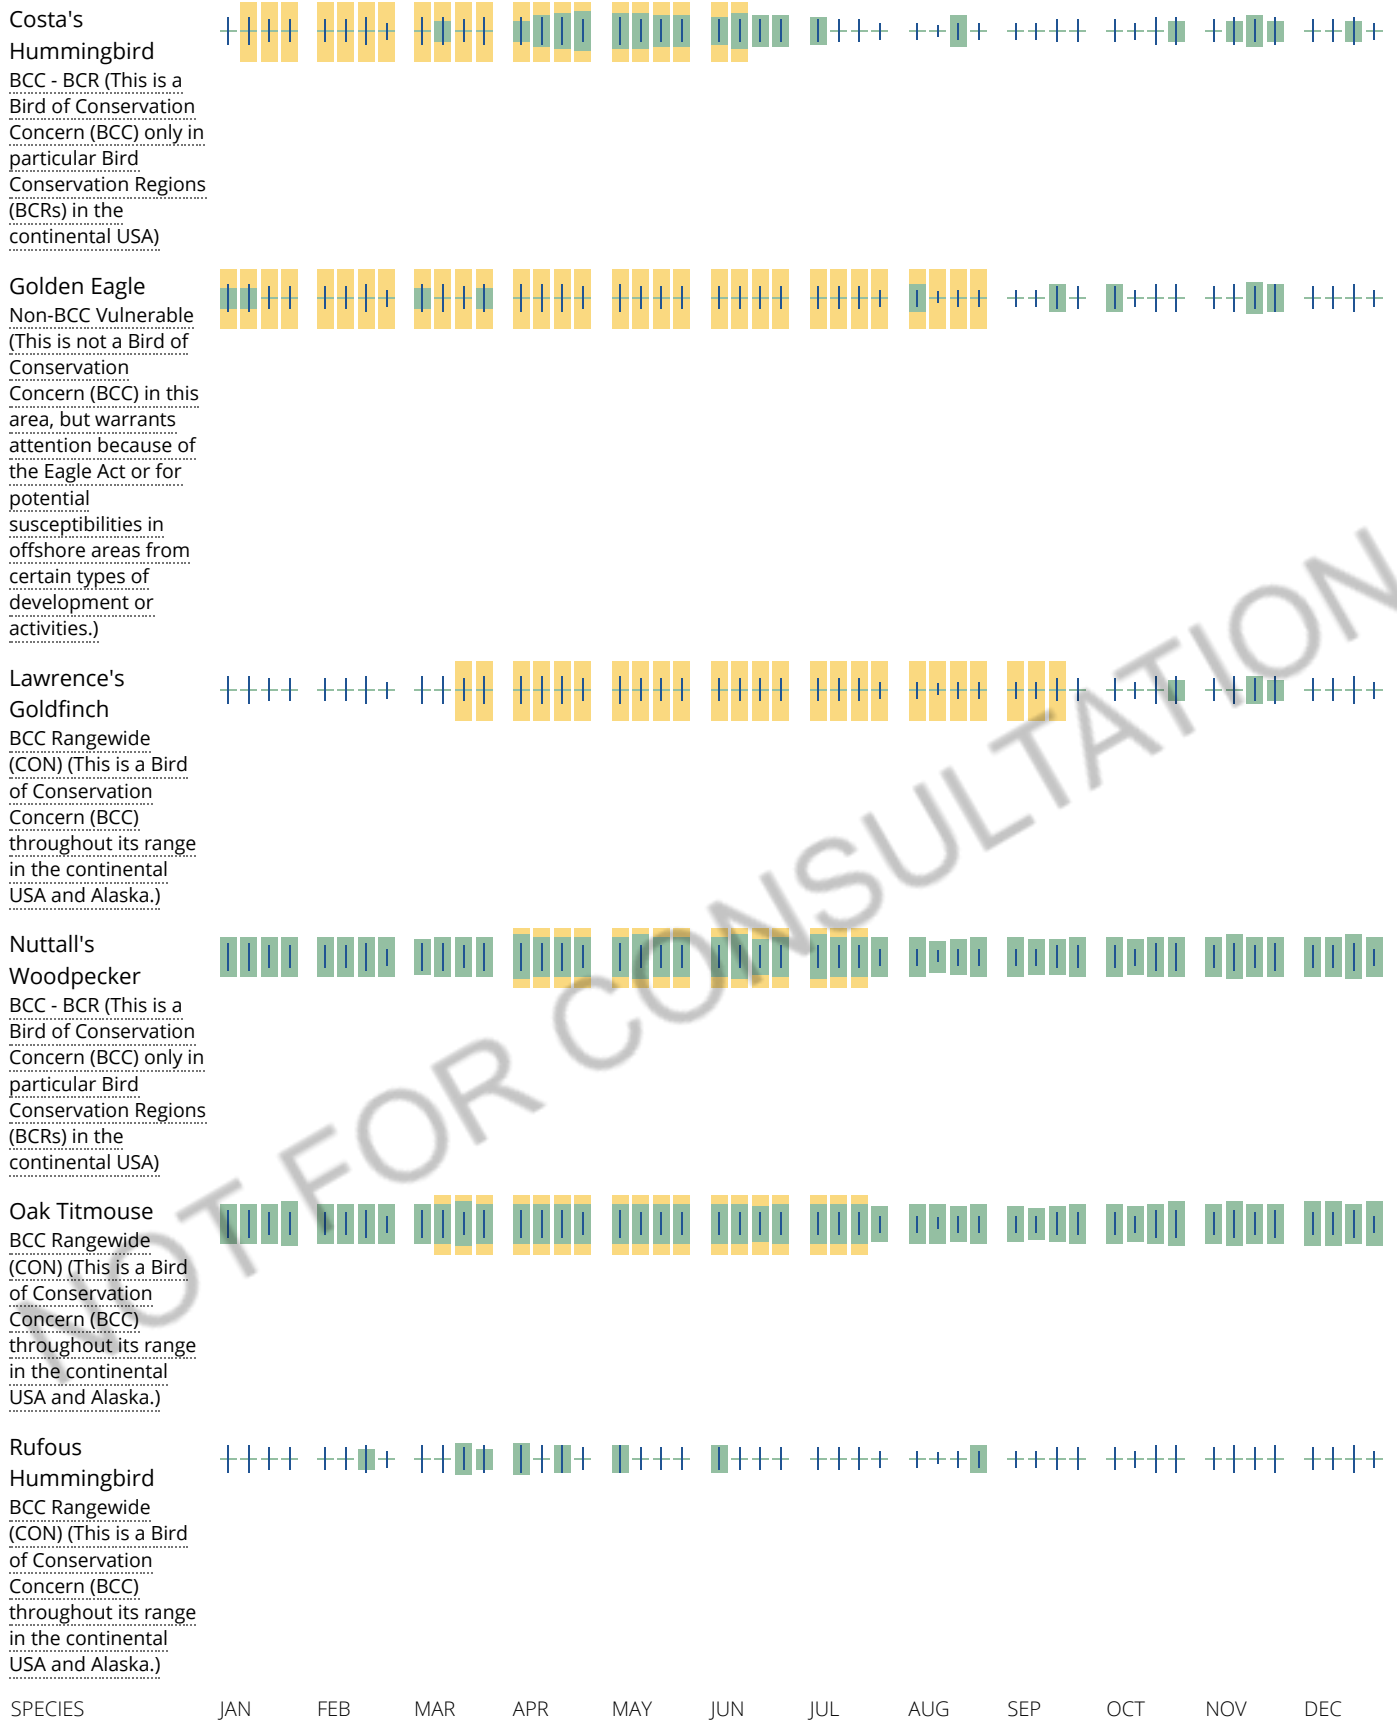 Costa's
Hummingbird
BCC - BCR (This is a
Bird of Conservation
Concern (BCC) only in
particular Bird
Conservation Regions
(BCRs) in the
continental USA)
Golden Eagle
Non-BCC Vulnerable
(This is not a Bird of
Conservation
Concern (BCC) in this
area, but warrants
attention because of
the Eagle Act or for
potential
susceptibilities in
offshore areas from
certain types of
development or
activities.)
Lawrence's
Goldfinch
BCC Rangewide
(CON) (This is a Bird
of Conservation
Concern (BCC)
throughout its range
in the continental
USA and Alaska.)
Nuttall's
Woodpecker
BCC - BCR (This is a
Bird of Conservation
Concern (BCC) only in
particular Bird
Conservation Regions
(BCRs) in the
continental USA)
Oak Titmouse
BCC Rangewide
(CON) (This is a Bird
of Conservation
Concern (BCC)
throughout its range
in the continental
USA and Alaska.)
Rufous
Hummingbird
BCC Rangewide
(CON) (This is a Bird
of Conservation
Concern (BCC)
throughout its range
in the continental
USA and Alaska.)
SPECIES JAN FEB MAR APR MAY JUN JUL AUG SEP OCT NOV DEC
NOT FOR CONSULTATION